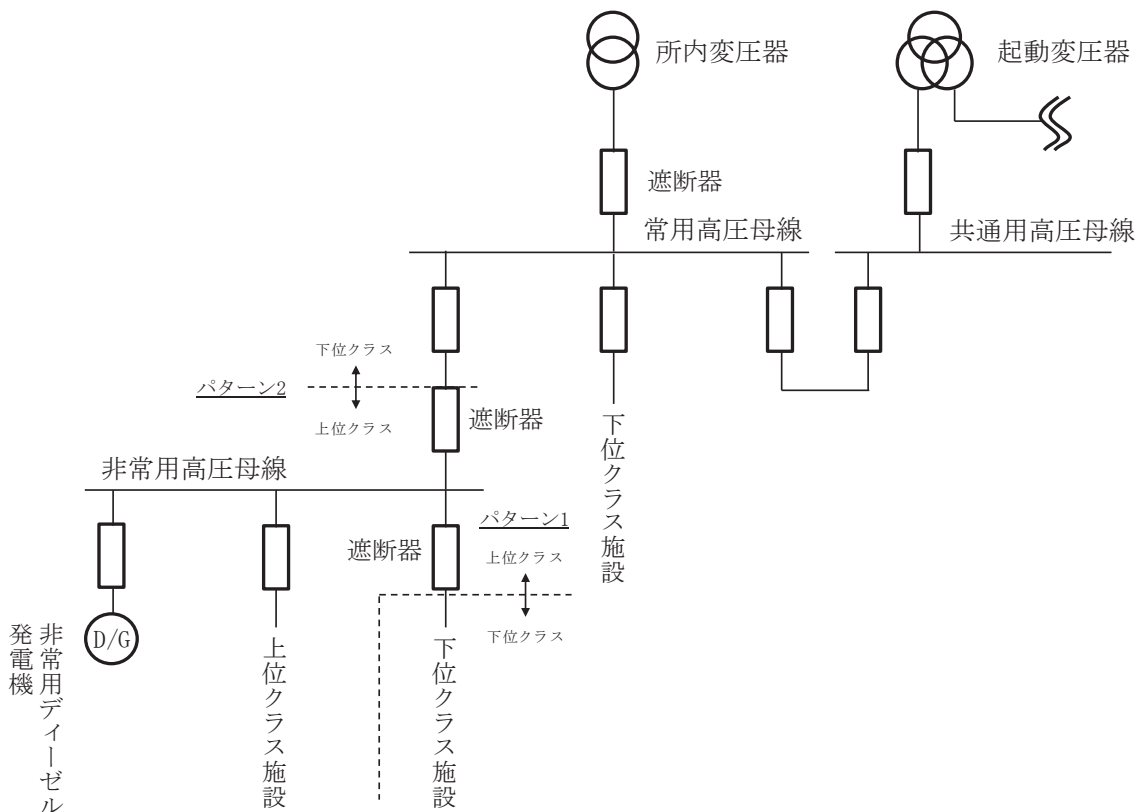 所内変圧器
起動変圧器
遮断器
常用高圧母線
共通用高圧母線
下位クラス
パターン2
上位クラス
遮断器
下位クラス施設
非常用高圧母線
パターン1
遮断器
上位クラス
下位クラス
D/G
非常用ディーゼル
発電機
上位クラス施設
下位クラス施設